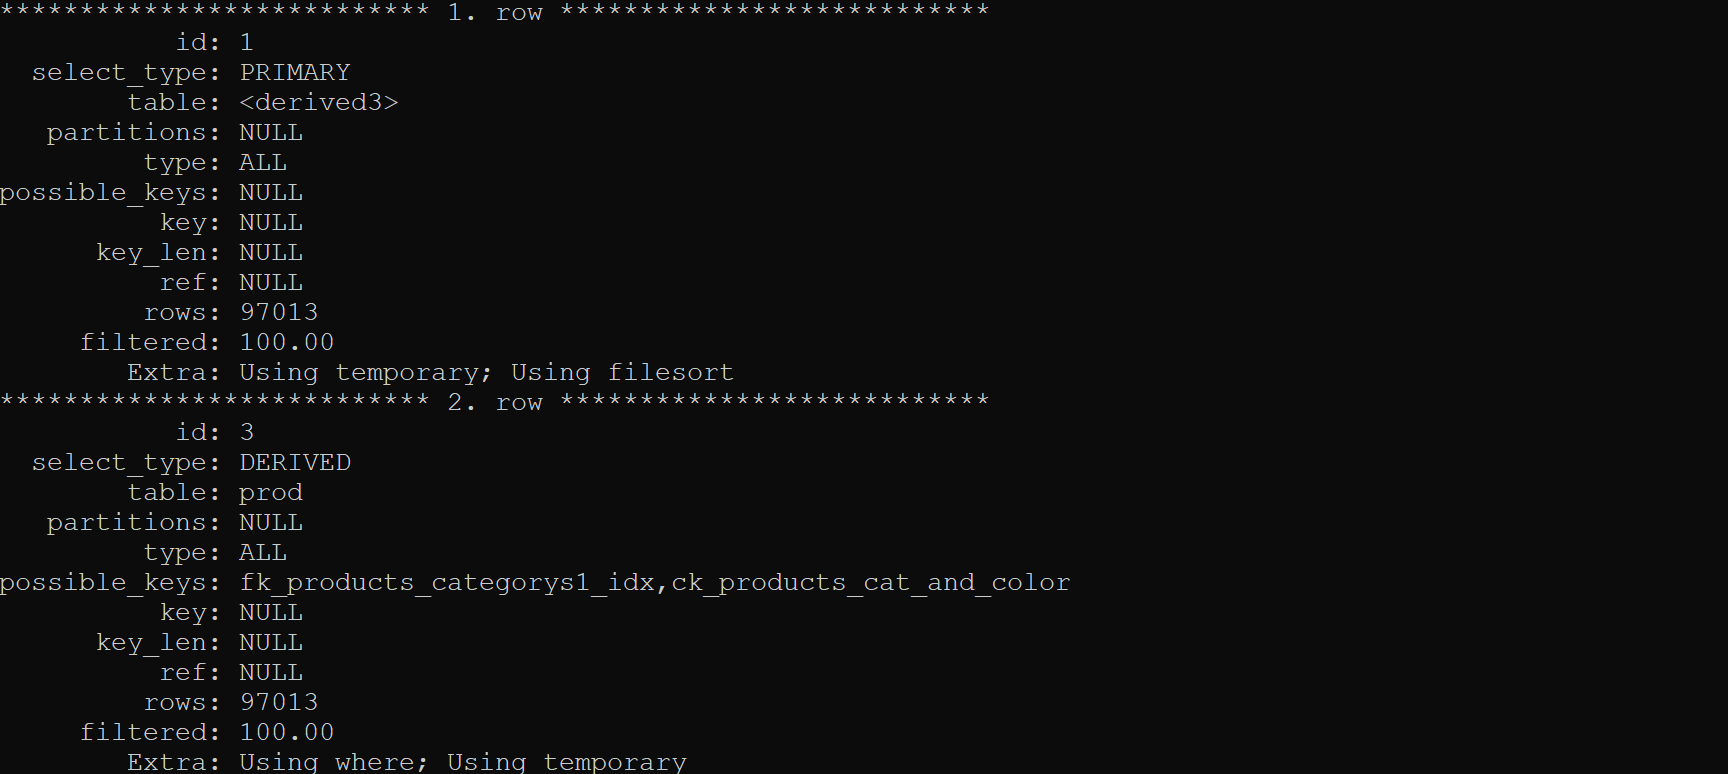 *************************** 1. row ***************************
id: 1
select_type: PRIMARY
table: <derived3>
partitions: NULL
type: ALL
possible_keys: NULL
key: NULL
key_len: NULL
ref: NULL
rows: 97013
filtered: 100.00
Extra: Using temporary; Using filesort
*************************** 2. row ***************************
id: 3
select_type: DERIVED
table: prod
partitions: NULL
type: ALL
possible_keys: fk_products_categorys1_idx,ck_products_cat_and_color
key: NULL
key_len: NULL
ref: NULL
rows: 97013
filtered: 100.00
Extra: Using where; Using temporary